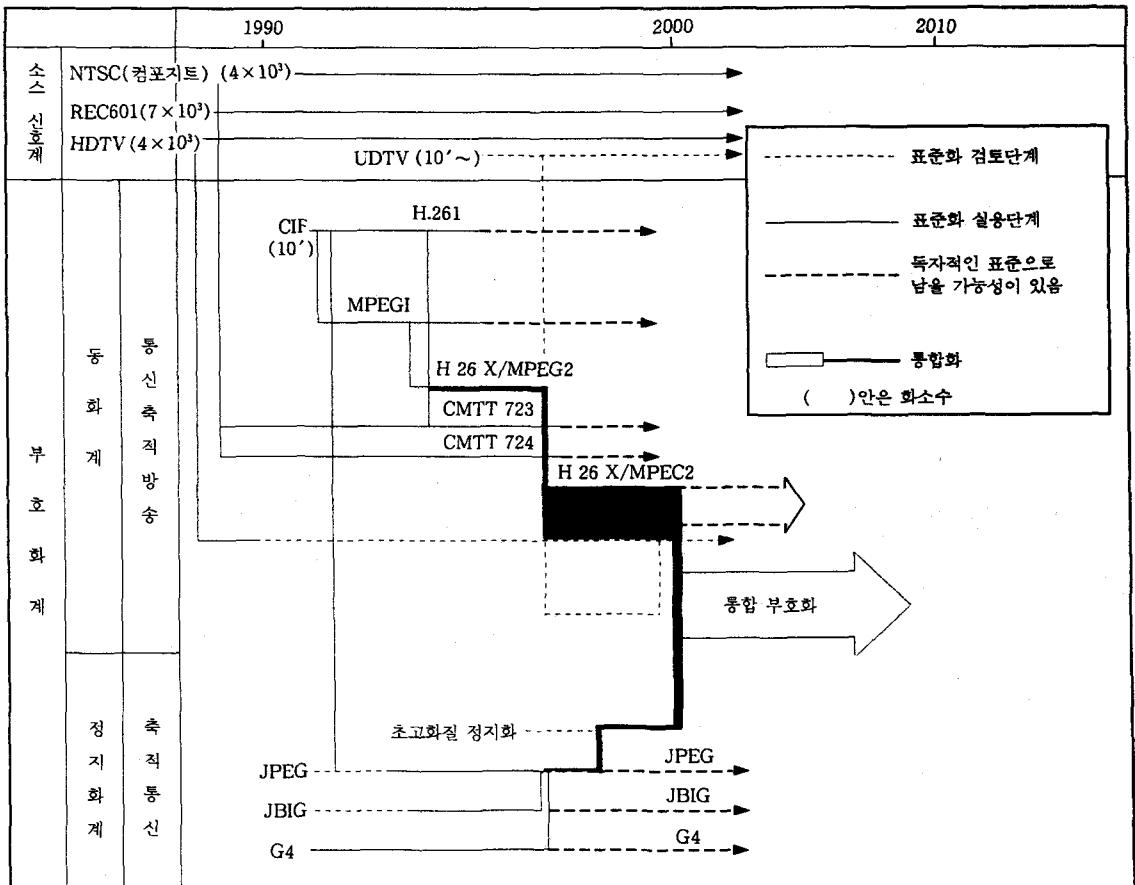 1990
2000
2010
소스 신호계
NTSC(컴포지트) (4×10³)
REC601(7×10³)
HDTV(4×10³)
UDTV (10′~)
표준화 검토단계
표준화 실용단계
독자적인 표준으로
남을 가능성이 있음
통합화
( )안은 화소수
부호화계
동화계
통신축적방송
CIF
(10′)
H.261
MPEGI
H 26 X/MPEG2
CMTT 723
CMTT 724
H 26 X/MPEC2
통합 부호화
정지화계
축적통신
초고화질 정지화
JPEG
JPEG
JBIG
JBIG
G4
G4